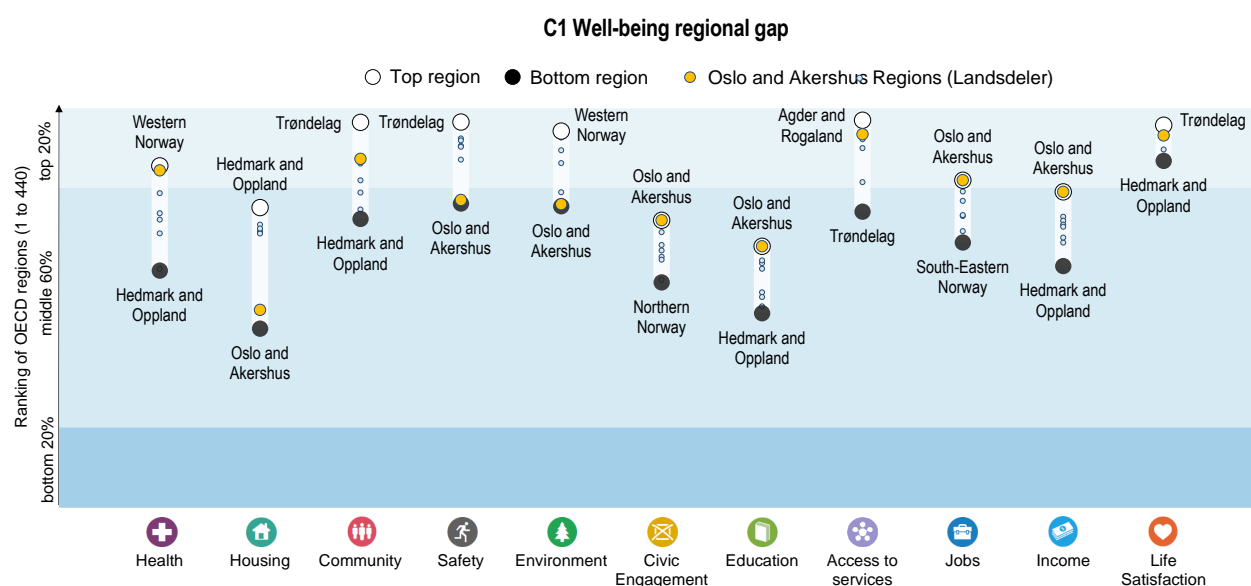 C1 Well-being regional gap
Top region
Bottom region
Oslo and Akershus Regions (Landsdeler)
Ranking of OECD regions (1 to 440)
top 20%
middle 60%
bottom 20%
Western
Norway
Hedmark and
Oppland
Hedmark and
Oppland
Oslo and
Akershus
Trøndelag
Hedmark and
Oppland
Trøndelag
Oslo and
Akershus
Western
Norway
Oslo and
Akershus
Oslo and
Akershus
Northern
Norway
Oslo and
Akershus
Hedmark and
Oppland
Agder and
Rogaland
Trøndelag
Oslo and
Akershus
South-Eastern
Norway
Oslo and
Akershus
Hedmark and
Oppland
Trøndelag
Hedmark and
Oppland
Health
Housing
Community
Safety
Environment
Civic
Engagement
Education
Access to
services
Jobs
Income
Life
Satisfaction